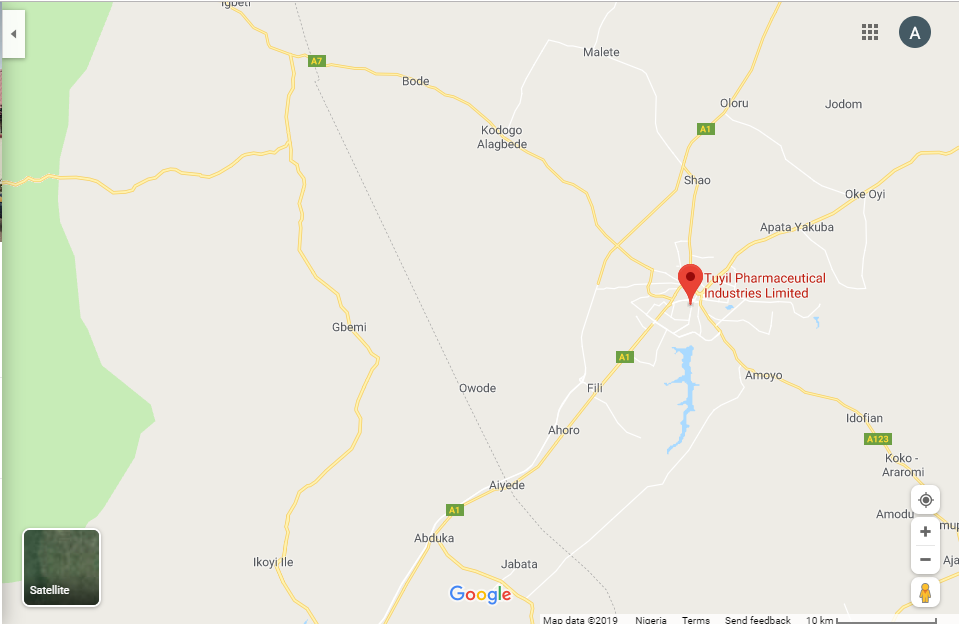 Igbeti
A
A7
Malete
Bode
Oloru
Jodom
A1
Kodogo
Alagbede
Shao
Oke Oyi
Apata Yakuba
Tuyil Pharmaceutical
Industries Limited
Gbemi
A1
Amoyo
Owode
Fili
Idofian
Ahoro
A123
Koko -
Araromi
Aiyede
A1
Amodu
mup
Abduka
Ikoyi Ile
Jabata
Aja
Satellite
Google
Map data ©2019 Nigeria Terms Send feedback 10 km